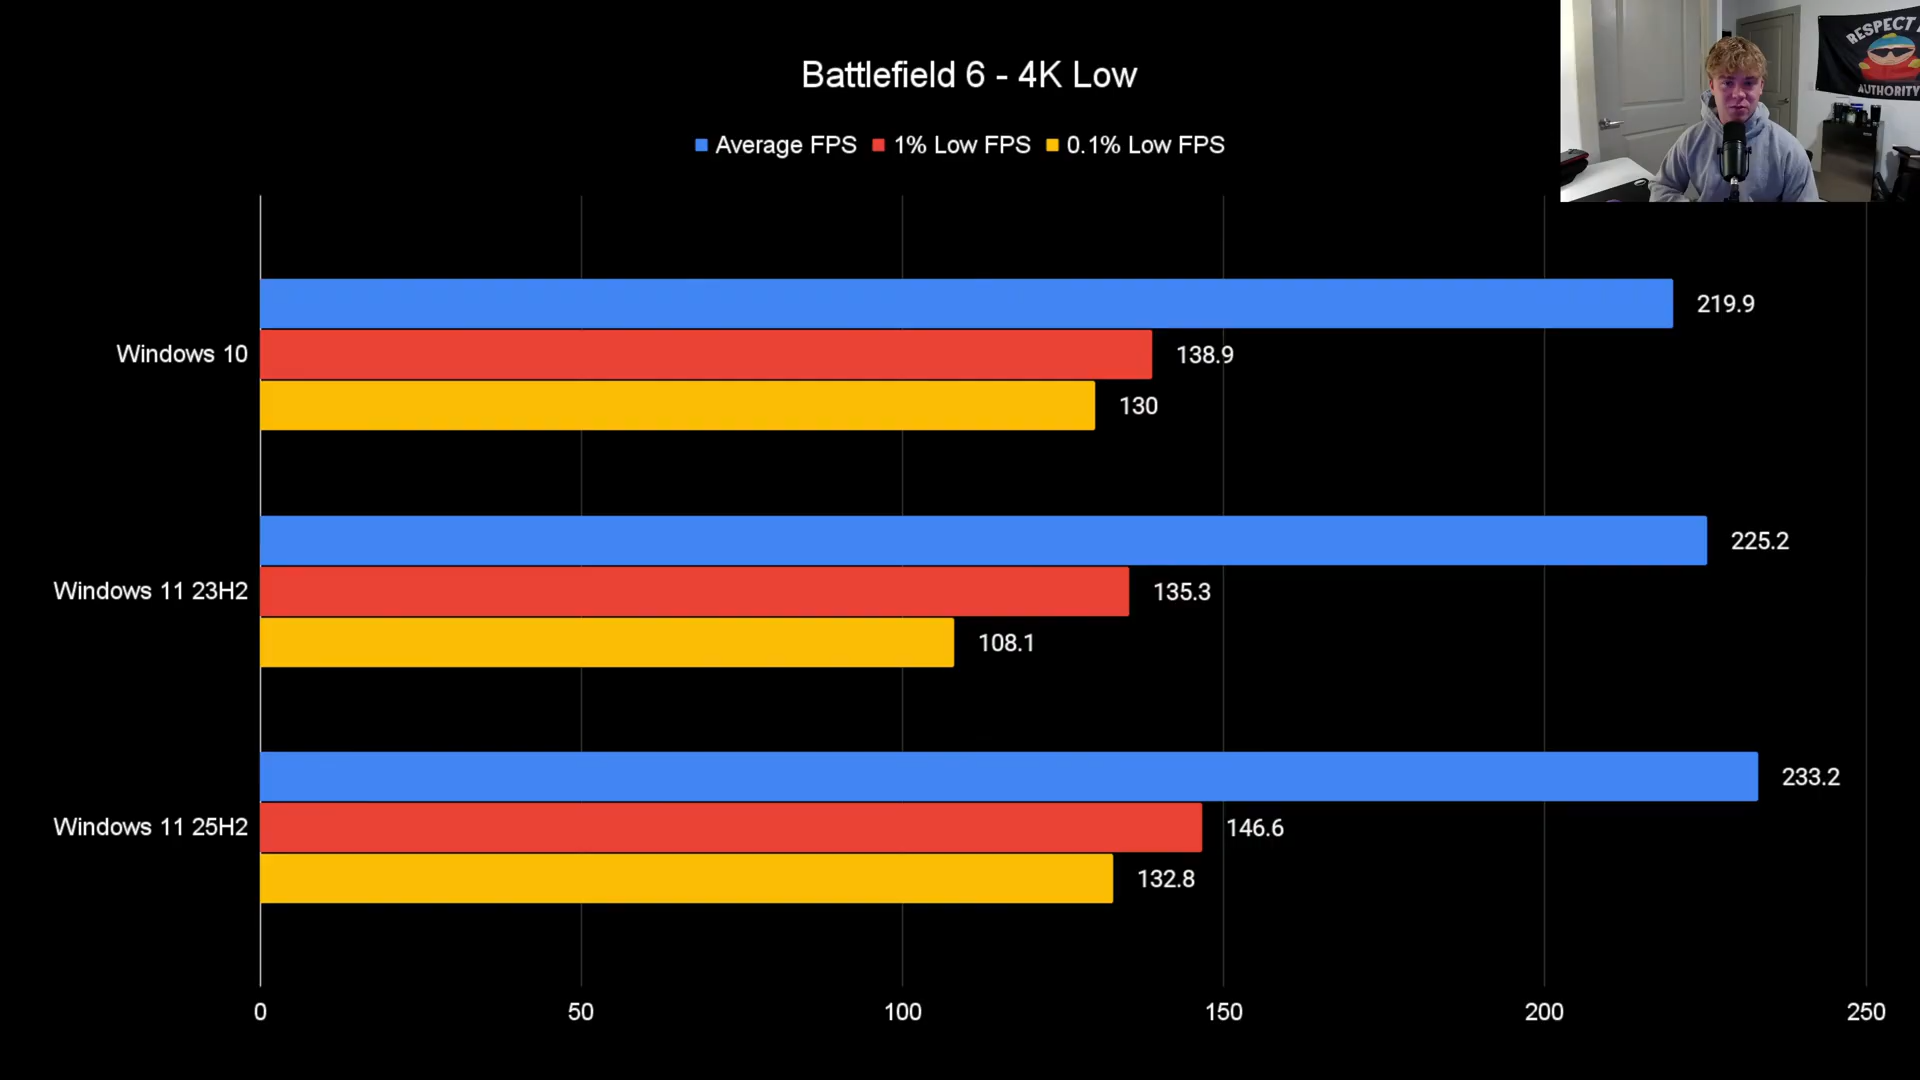 Battlefield 6 - 4K Low
RESPECT
AUTHORITY
Average FPS 1% Low FPS 0.1% Low FPS
Windows 10
219.9
138.9
130
Windows 11 23H2
225.2
135.3
108.1
Windows 11 25H2
233.2
146.6
132.8
0 50 100 150 200 250